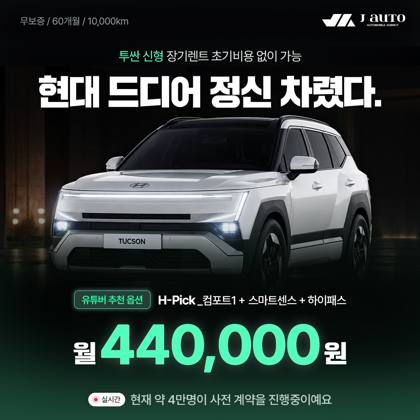 무보증 / 60개월 / 10,000km
J AUTO
AUTOMOBILE AGENCY
투싼 신형 장기렌트 초기비용 없이 가능
현대 드디어 정신 차렸다.
TUCSON
유튜버 추천 옵션 H-Pick _컴포트1 + 스마트센스 + 하이패스
월 440,000원
실시간 현재 약 4만명이 사전 계약을 진행중이예요